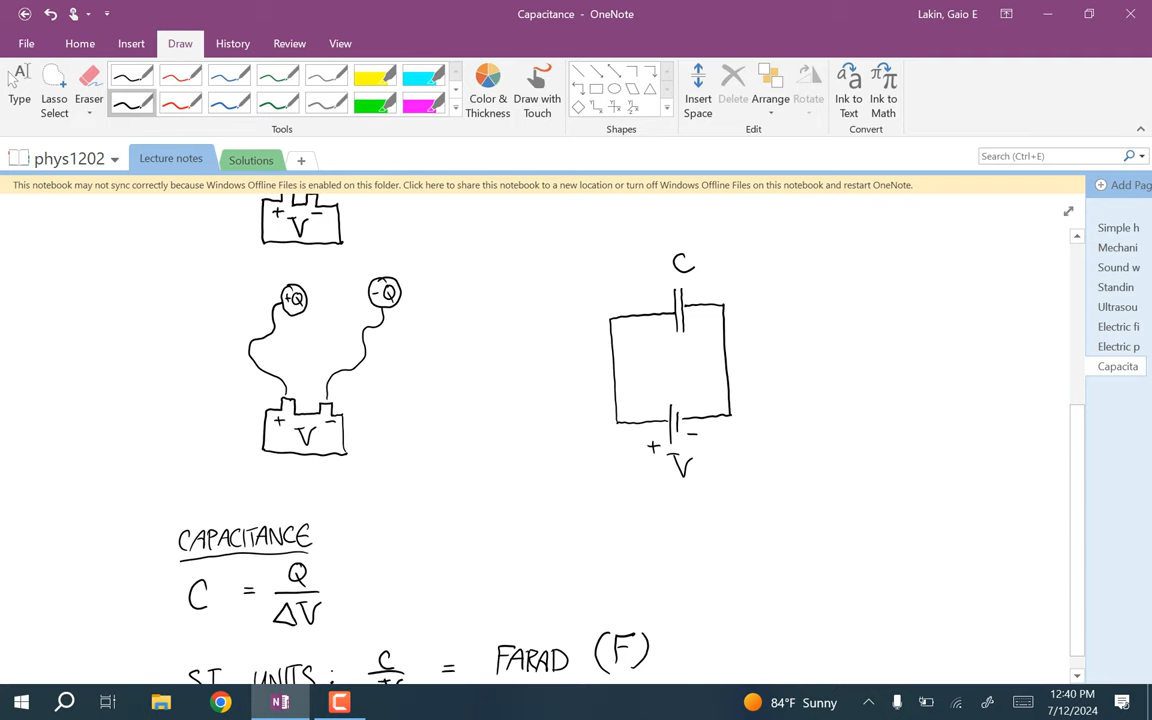 Capacitance - OneNote
Lakin, Gaio E
File Home Insert Draw History Review View
Type
Lasso Select
Eraser
Color & Thickness
Draw with Touch
Insert Space
Delete
Arrange
Rotate
Ink to Text
Ink to Math
Tools
Shapes
Edit
Convert
phys1202
Lecture notes
Solutions
Search (Ctrl+E)
This notebook may not sync correctly because Windows Offline Files is enabled on this folder. Click here to share this notebook to a new location or turn off Windows Offline Files on this notebook and restart OneNote.
Add Pag
Simple h
Mechani
Sound w
Standin
Ultrasou
Electric fi
Electric p
Capacita
+ V -
+Q
-Q
+ V -
C
+ -
V
CAPACITANCE
C = Q / ΔV
SI UNITS: C/V = FARAD (F)
84°F Sunny
12:40 PM
7/12/2024